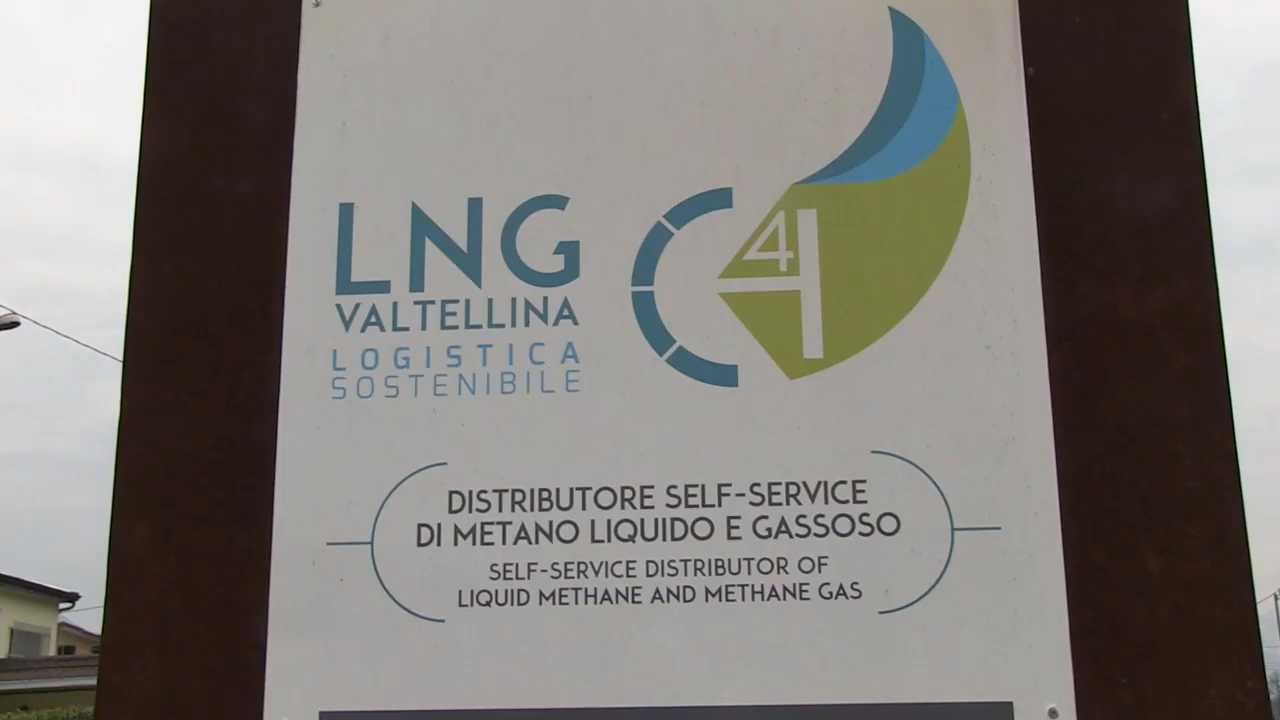 LNG
VALTELLINA
LOGISTICA
SOSTENIBILE
CH4
DISTRIBUTORE SELF-SERVICE
DI METANO LIQUIDO E GASSOSO
SELF-SERVICE DISTRIBUTOR OF
LIQUID METHANE AND METHANE GAS